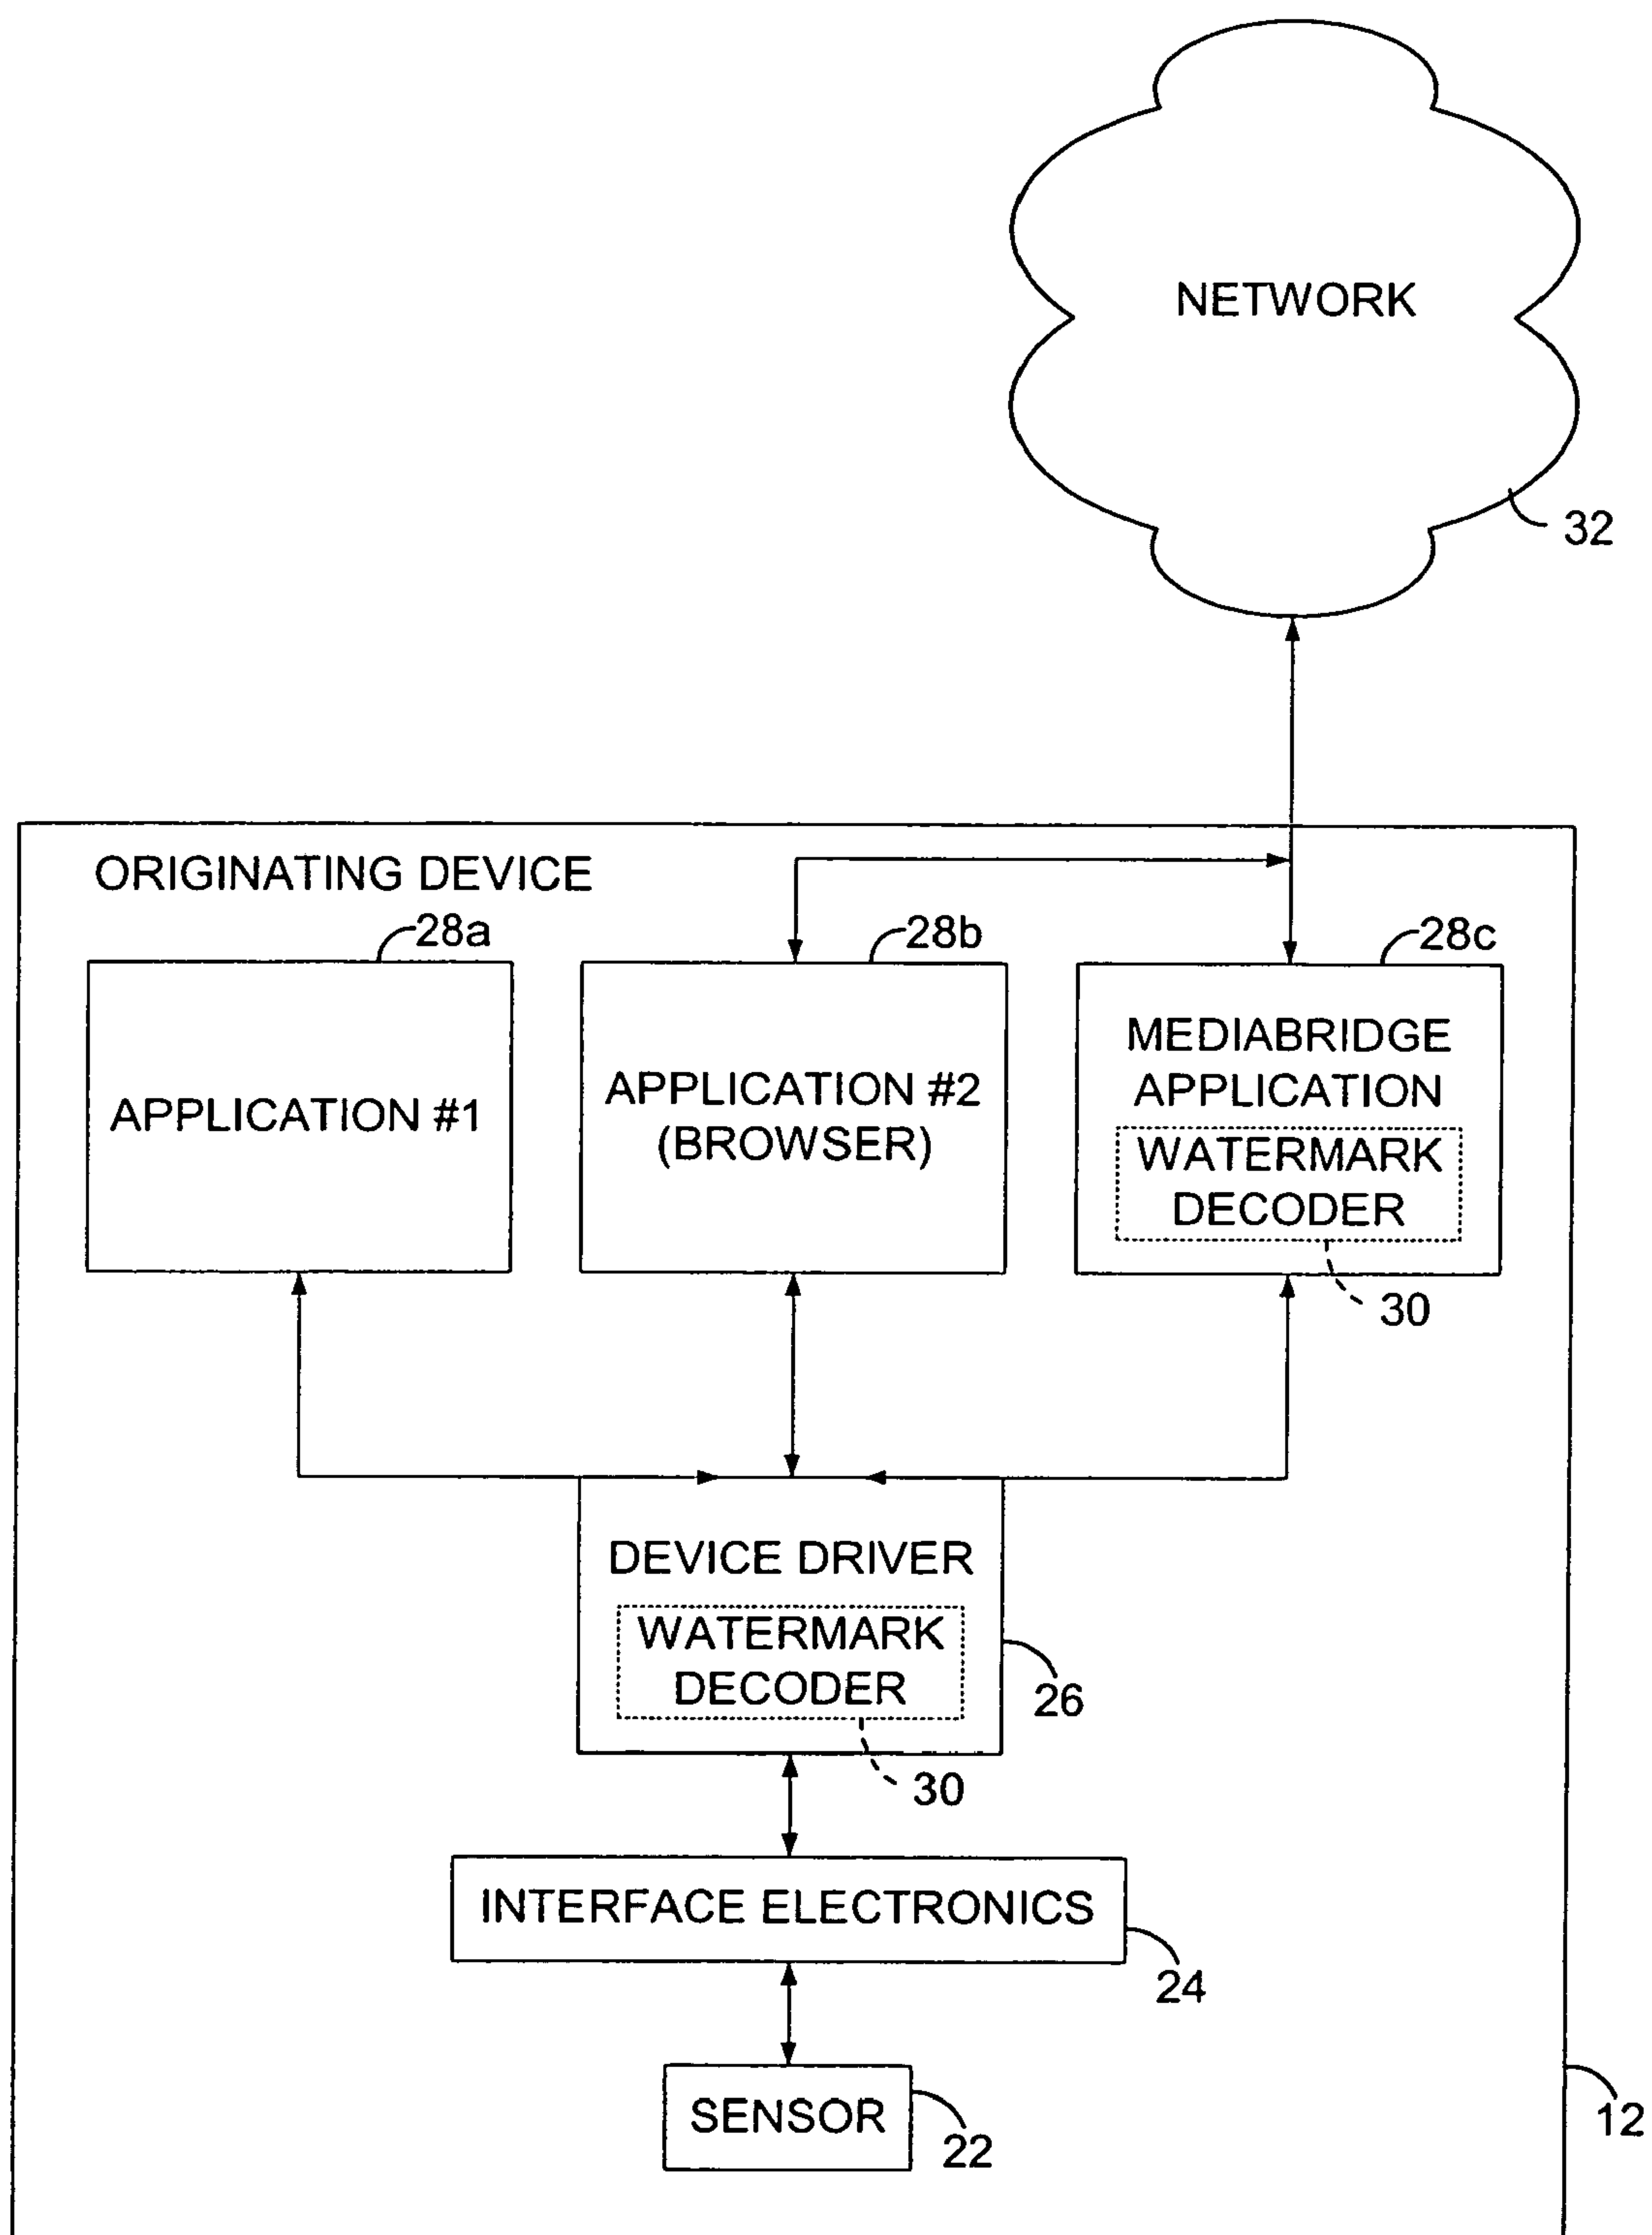 NETWORK
32
ORIGINATING DEVICE
28a
28b
28c
APPLICATION #1
APPLICATION #2
(BROWSER)
MEDIABRIDGE
APPLICATION
WATERMARK
DECODER
30
DEVICE DRIVER
WATERMARK
DECODER
26
30
INTERFACE ELECTRONICS
24
SENSOR
22
12